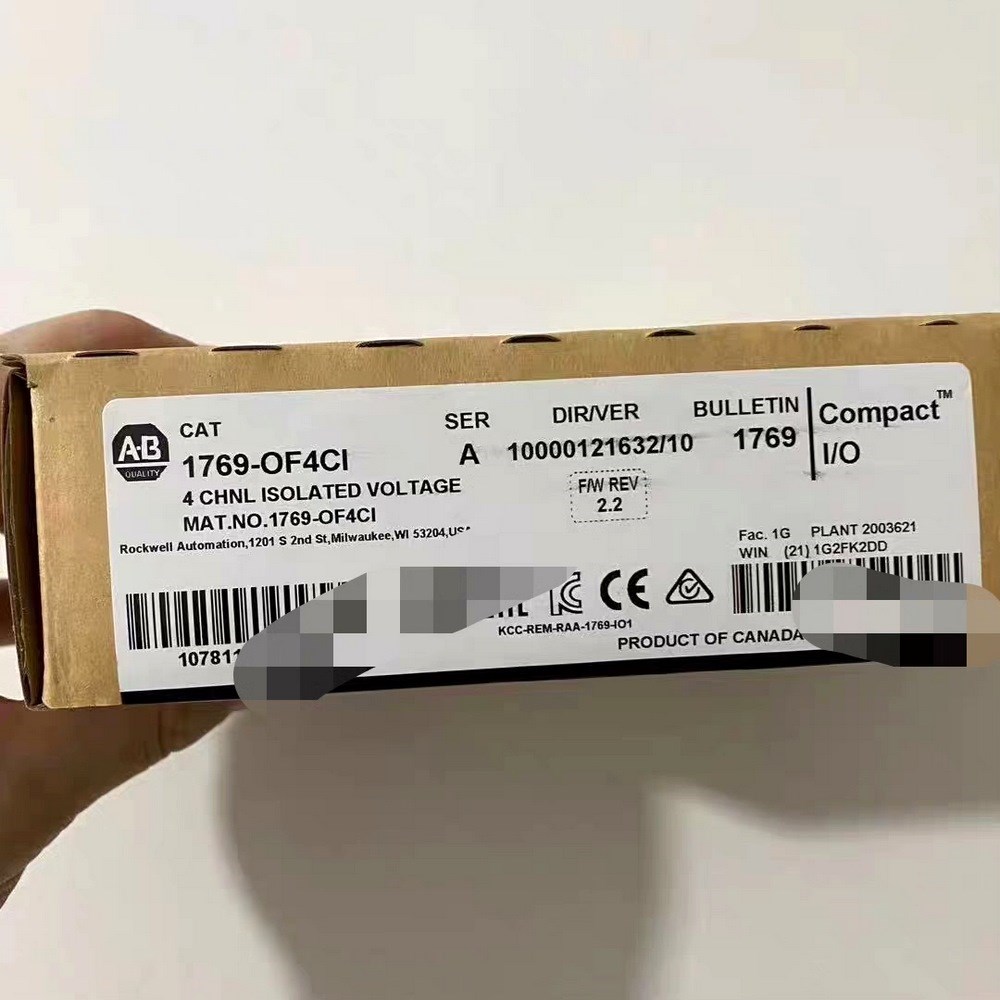 A-B
QUALITY
CAT
1769-OF4CI
4 CHNL ISOLATED VOLTAGE
MAT.NO.1769-OF4CI
Rockwell Automation,1201 S 2nd St,Milwaukee,WI 53204,USA
SER
A
DIR/VER
10000121632/10
F/W REV
2.2
BULLETIN
1769
Compact™
I/O
Fac. 1G PLANT 2003621
WIN (21) 1G2FK2DD
107811
CE
KCC-REM-RAA-1769-IO1
PRODUCT OF CANADA